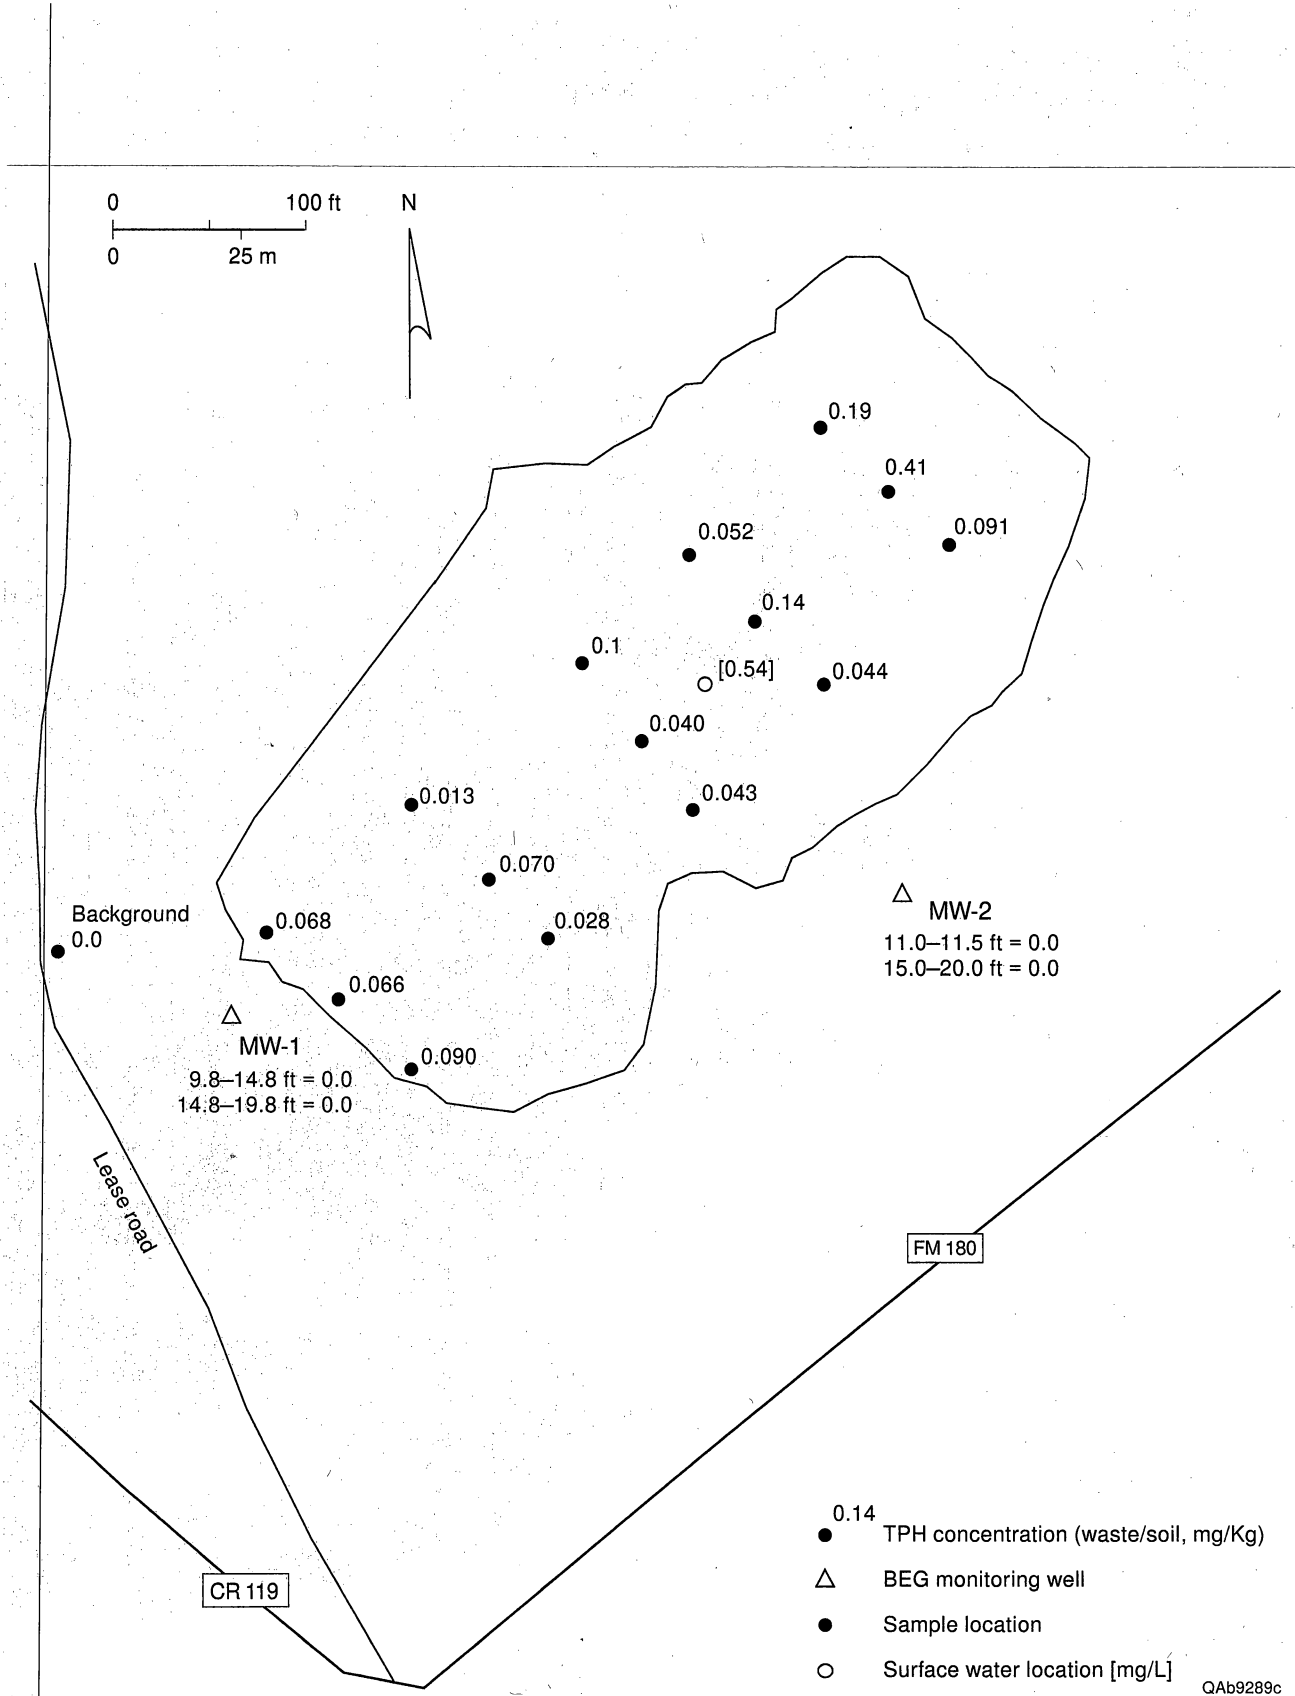 0 100 ft N
0 25 m
0.19
0.41
0.091
0.052
0.14
0.1
[0.54]
0.044
0.040
0.013
0.043
0.070
Background
0.0
0.068
0.028
MW-2
11.0–11.5 ft = 0.0
15.0–20.0 ft = 0.0
0.066
MW-1
9.8–14.8 ft = 0.0
14.8–19.8 ft = 0.0
0.090
Lease road
FM 180
CR 119
0.14
TPH concentration (waste/soil, mg/Kg)
BEG monitoring well
Sample location
Surface water location [mg/L]
QAb9289c